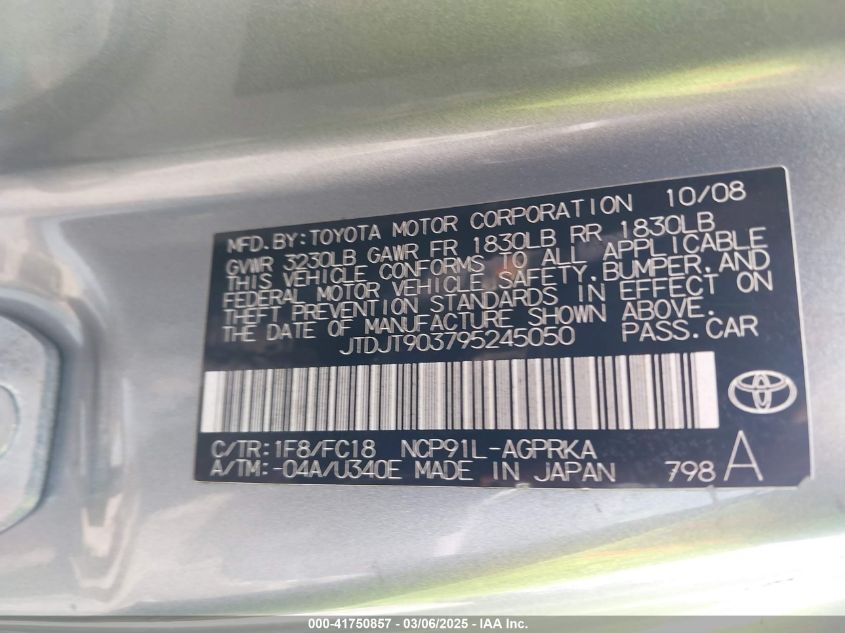 MFD.BY:TOYOTA MOTOR CORPORATION 10/08
GVWR 3230LB GAWR FR 1830LB RR 1830LB
THIS VEHICLE CONFORMS TO ALL APPLICABLE
FEDERAL MOTOR VEHICLE SAFETY,BUMPER,AND
THEFT PREVENTION STANDARDS IN EFFECT ON
THE DATE OF MANUFACTURE SHOWN ABOVE.
JTDJT903795245050 PASS.CAR
C/TR:1F8/FC18 NCP91L-AGPRKA
A/TM:-04A/U340E MADE IN JAPAN 798 A
000-41750857 - 03/06/2025 - IAA Inc.